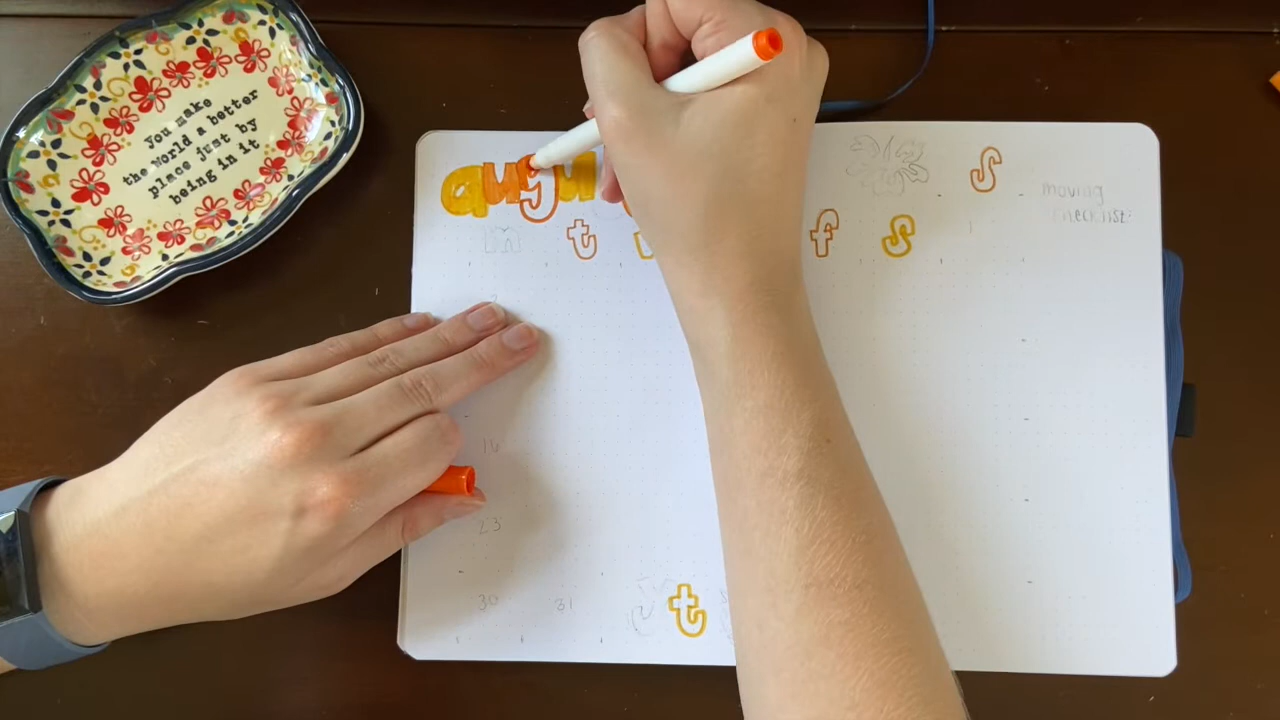 you make
the world a better
place just by
being in it
augu
s
moving
checklist:
m t f s
16
23
30 31
t